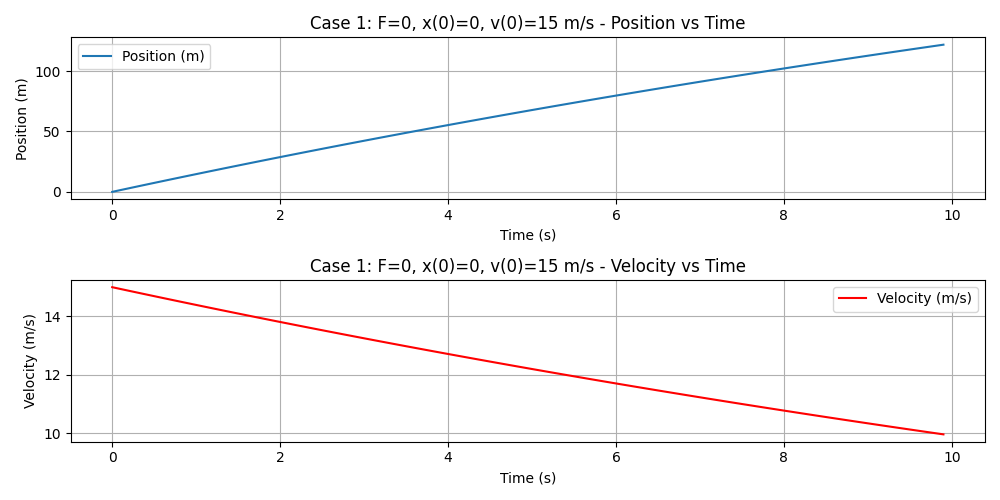 Case 1: F=0, x(0)=0, v(0)=15 m/s - Position vs Time
Position (m)
Position (m)
100
50
0
0 2 4 6 8 10
Time (s)
Case 1: F=0, x(0)=0, v(0)=15 m/s - Velocity vs Time
Velocity (m/s)
Velocity (m/s)
14
12
10
0 2 4 6 8 10
Time (s)